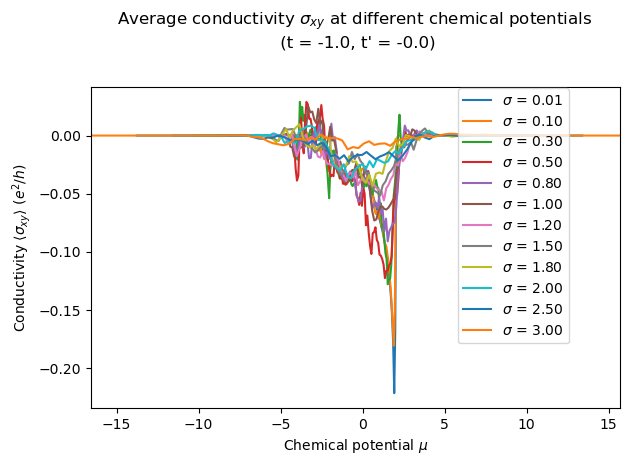 Average conductivity σxy at different chemical potentials
(t = -1.0, t' = -0.0)
0.00
−0.05
−0.10
−0.15
−0.20
Conductivity ⟨σxy⟩ (e²/h)
−15
−10
−5
0
5
10
15
Chemical potential μ
σ = 0.01
σ = 0.10
σ = 0.30
σ = 0.50
σ = 0.80
σ = 1.00
σ = 1.20
σ = 1.50
σ = 1.80
σ = 2.00
σ = 2.50
σ = 3.00